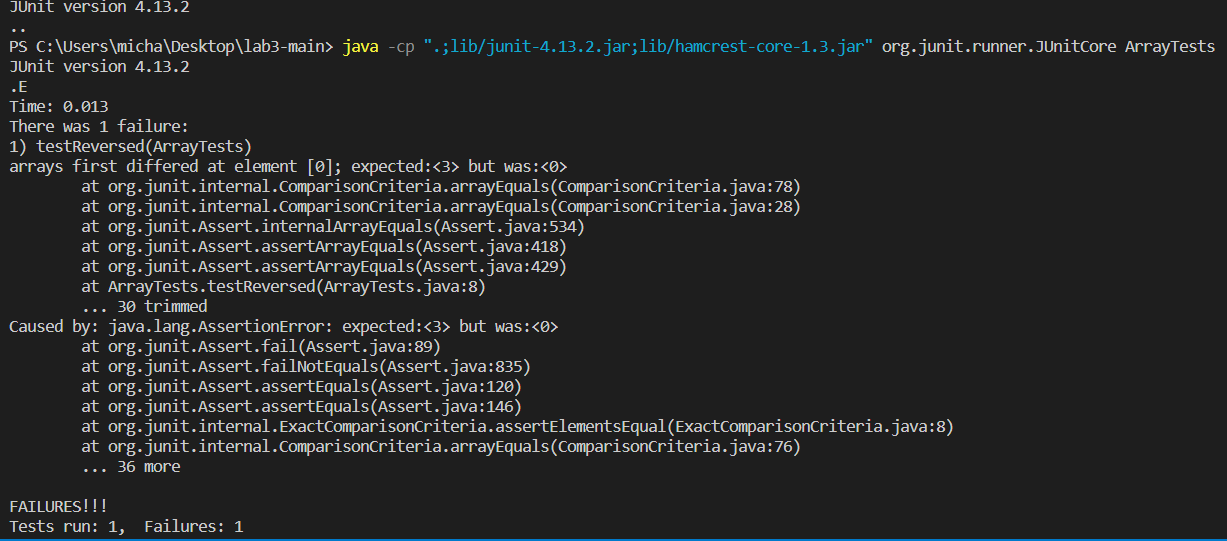 JUnit version 4.13.2
..
PS C:\Users\micha\Desktop\lab3-main> java -cp ".;lib/junit-4.13.2.jar;lib/hamcrest-core-1.3.jar" org.junit.runner.JUnitCore ArrayTests
JUnit version 4.13.2
.E
Time: 0.013
There was 1 failure:
1) testReversed(ArrayTests)
arrays first differed at element [0]; expected:<3> but was:<0>
        at org.junit.internal.ComparisonCriteria.arrayEquals(ComparisonCriteria.java:78)
        at org.junit.internal.ComparisonCriteria.arrayEquals(ComparisonCriteria.java:28)
        at org.junit.Assert.internalArrayEquals(Assert.java:534)
        at org.junit.Assert.assertArrayEquals(Assert.java:418)
        at org.junit.Assert.assertArrayEquals(Assert.java:429)
        at ArrayTests.testReversed(ArrayTests.java:8)
        ... 30 trimmed
Caused by: java.lang.AssertionError: expected:<3> but was:<0>
        at org.junit.Assert.fail(Assert.java:89)
        at org.junit.Assert.failNotEquals(Assert.java:835)
        at org.junit.Assert.assertEquals(Assert.java:120)
        at org.junit.Assert.assertEquals(Assert.java:146)
        at org.junit.internal.ExactComparisonCriteria.assertElementsEqual(ExactComparisonCriteria.java:8)
        at org.junit.internal.ComparisonCriteria.arrayEquals(ComparisonCriteria.java:76)
        ... 36 more

FAILURES!!!
Tests run: 1,  Failures: 1